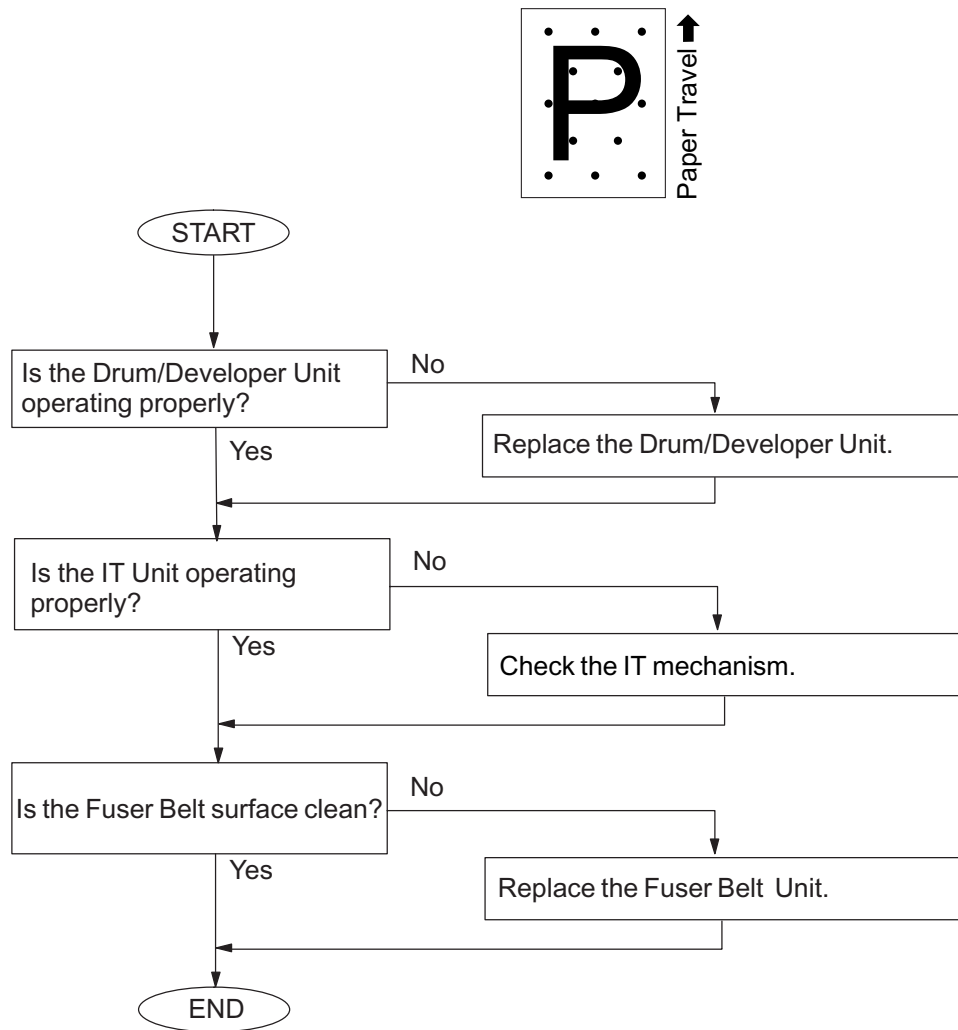 P
Paper Travel
START
Is the Drum/Developer Unit
operating properly?
No
Replace the Drum/Developer Unit.
Yes
Is the IT Unit operating
properly?
No
Check the IT mechanism.
Yes
Is the Fuser Belt surface clean?
No
Replace the Fuser Belt Unit.
Yes
END